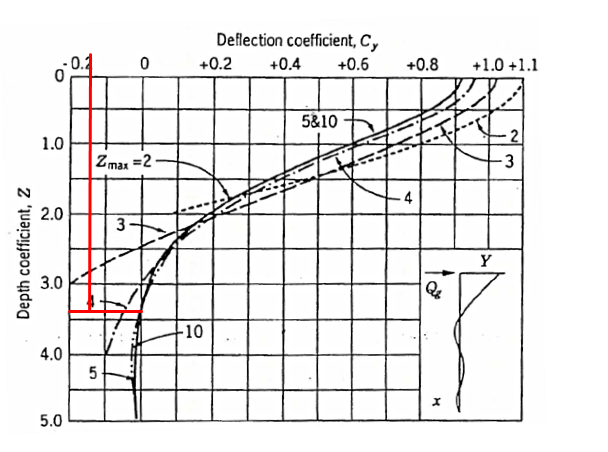 Deflection coefficient, Cy
- 0.2 0 +0.2 +0.4 +0.6 +0.8 +1.0 +1.1
0
5&10
1.0
2
Zmax =2
3
4
2.0
3
Depth coefficient, Z
Y
3.0
Qg
4
10
4.0
5
x
5.0